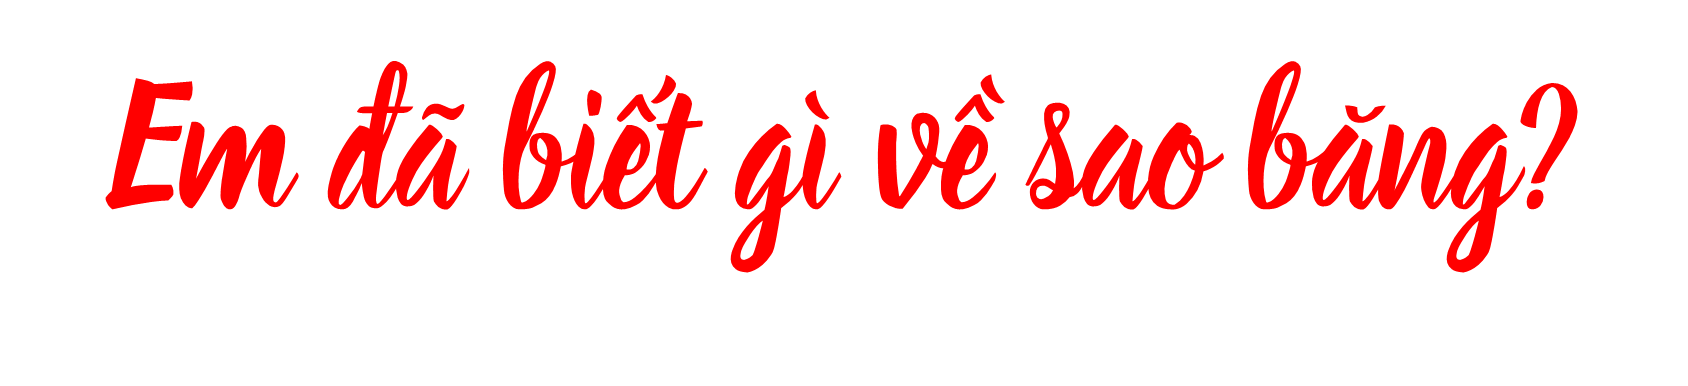 Em đã biết gì về sao băng?